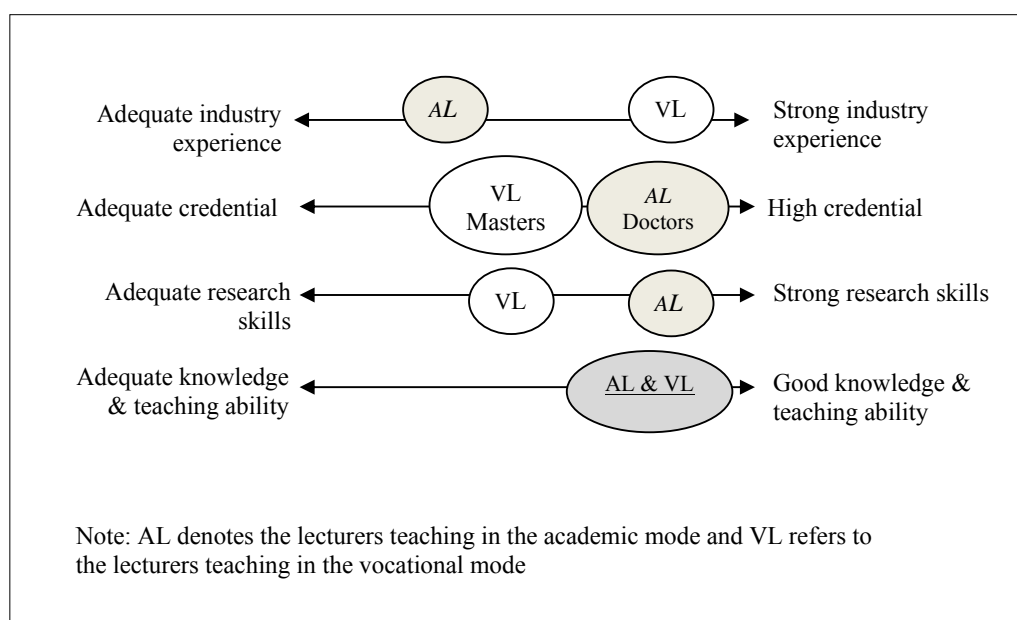 Adequate industry
experience
AL
VL
Strong industry
experience
Adequate credential
VL
Masters
AL
Doctors
High credential
Adequate research
skills
VL
AL
Strong research skills
Adequate knowledge
& teaching ability
AL & VL
Good knowledge &
teaching ability
Note: AL denotes the lecturers teaching in the academic mode and VL refers to
the lecturers teaching in the vocational mode